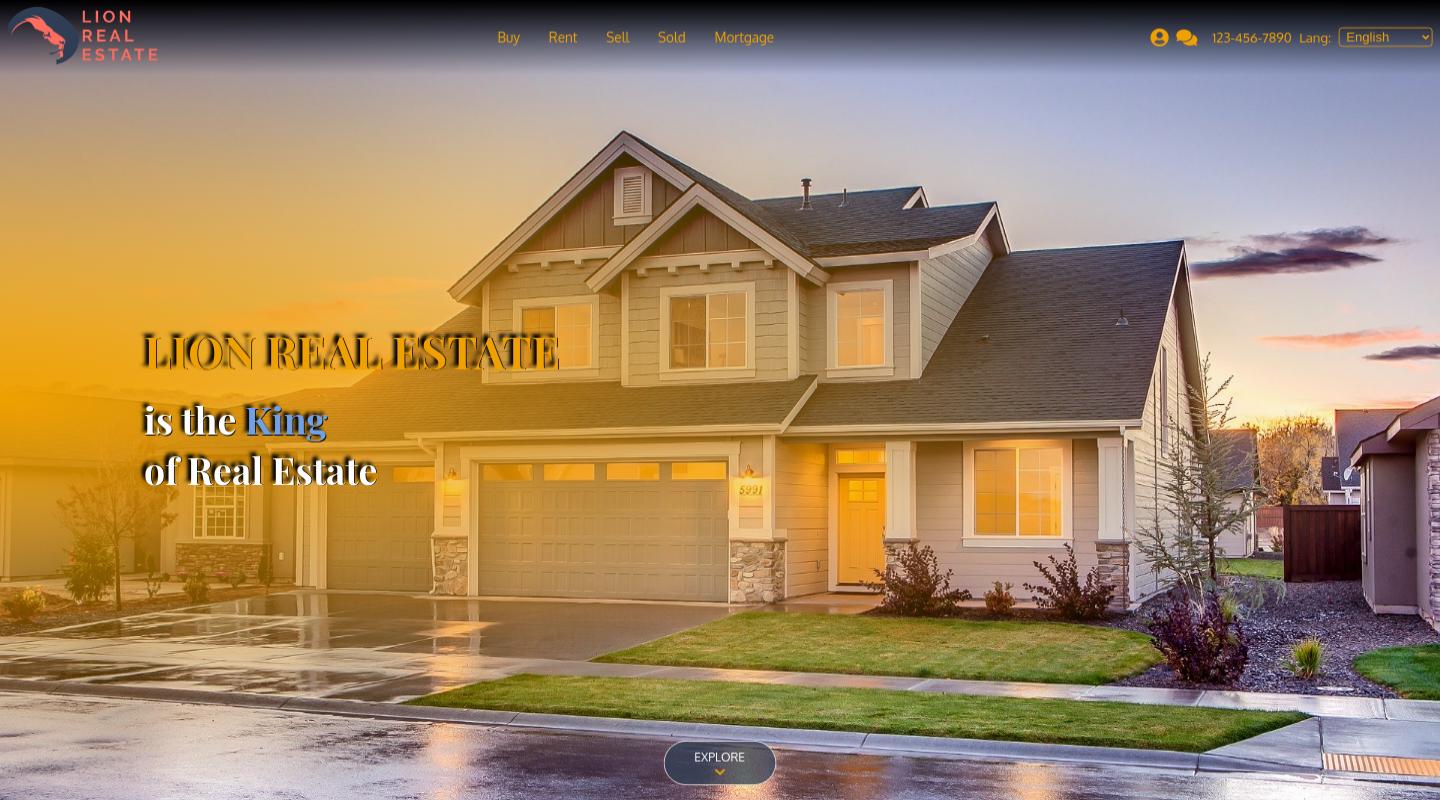 LION
REAL
ESTATE
Buy
Rent
Sell
Sold
Mortgage
123-456-7890
Lang:
English
LION REAL ESTATE
is the King
of Real Estate
5991
EXPLORE